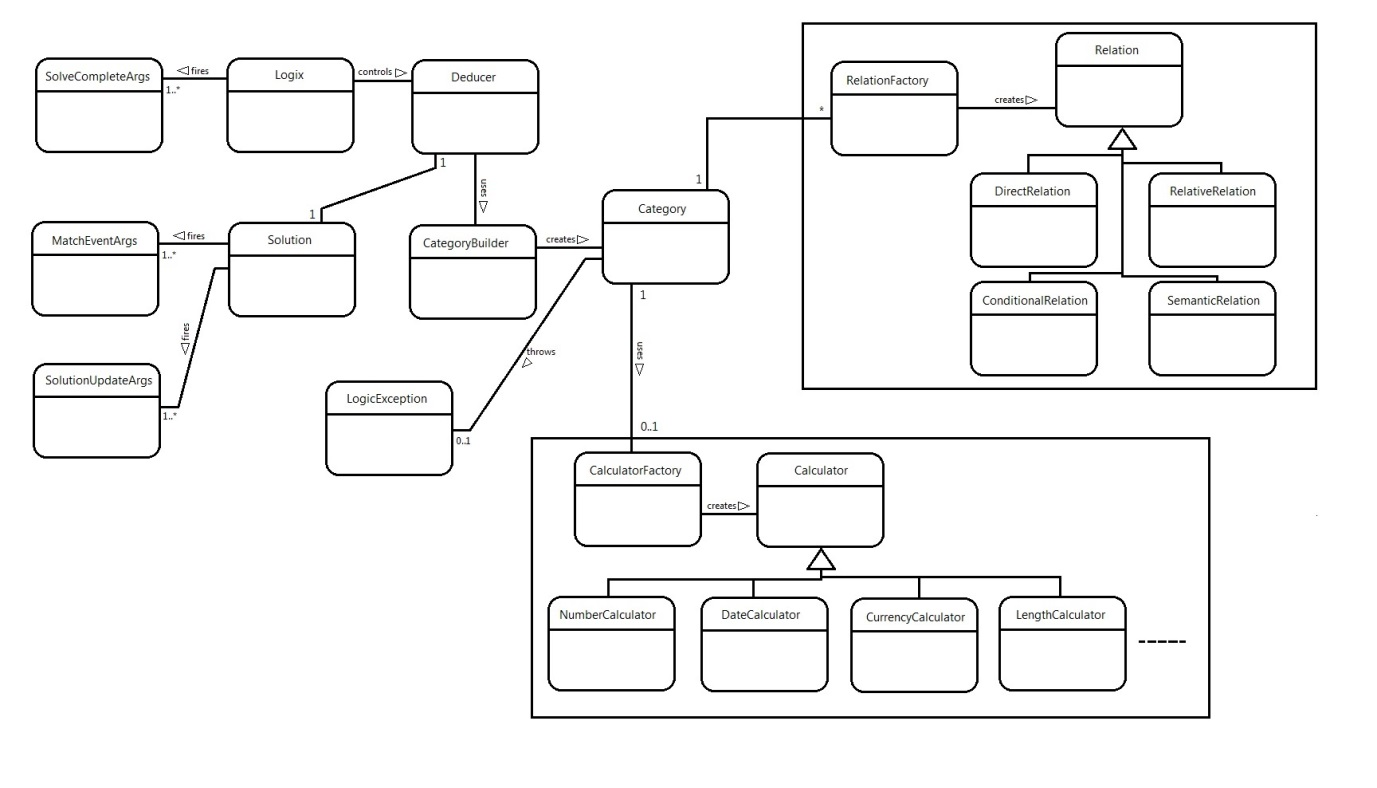 Relation
SolveCompleteArgs
fires
1..*
Logix
controls
Deducer
RelationFactory
creates
*
1
uses
1
1
DirectRelation
RelativeRelation
MatchEventArgs
fires
1..*
Solution
CategoryBuilder
creates
Category
1
ConditionalRelation
SemanticRelation
fires
throws
uses
SolutionUpdateArgs
1..*
LogicException
0..1
0..1
CalculatorFactory
creates
Calculator
NumberCalculator
DateCalculator
CurrencyCalculator
LengthCalculator